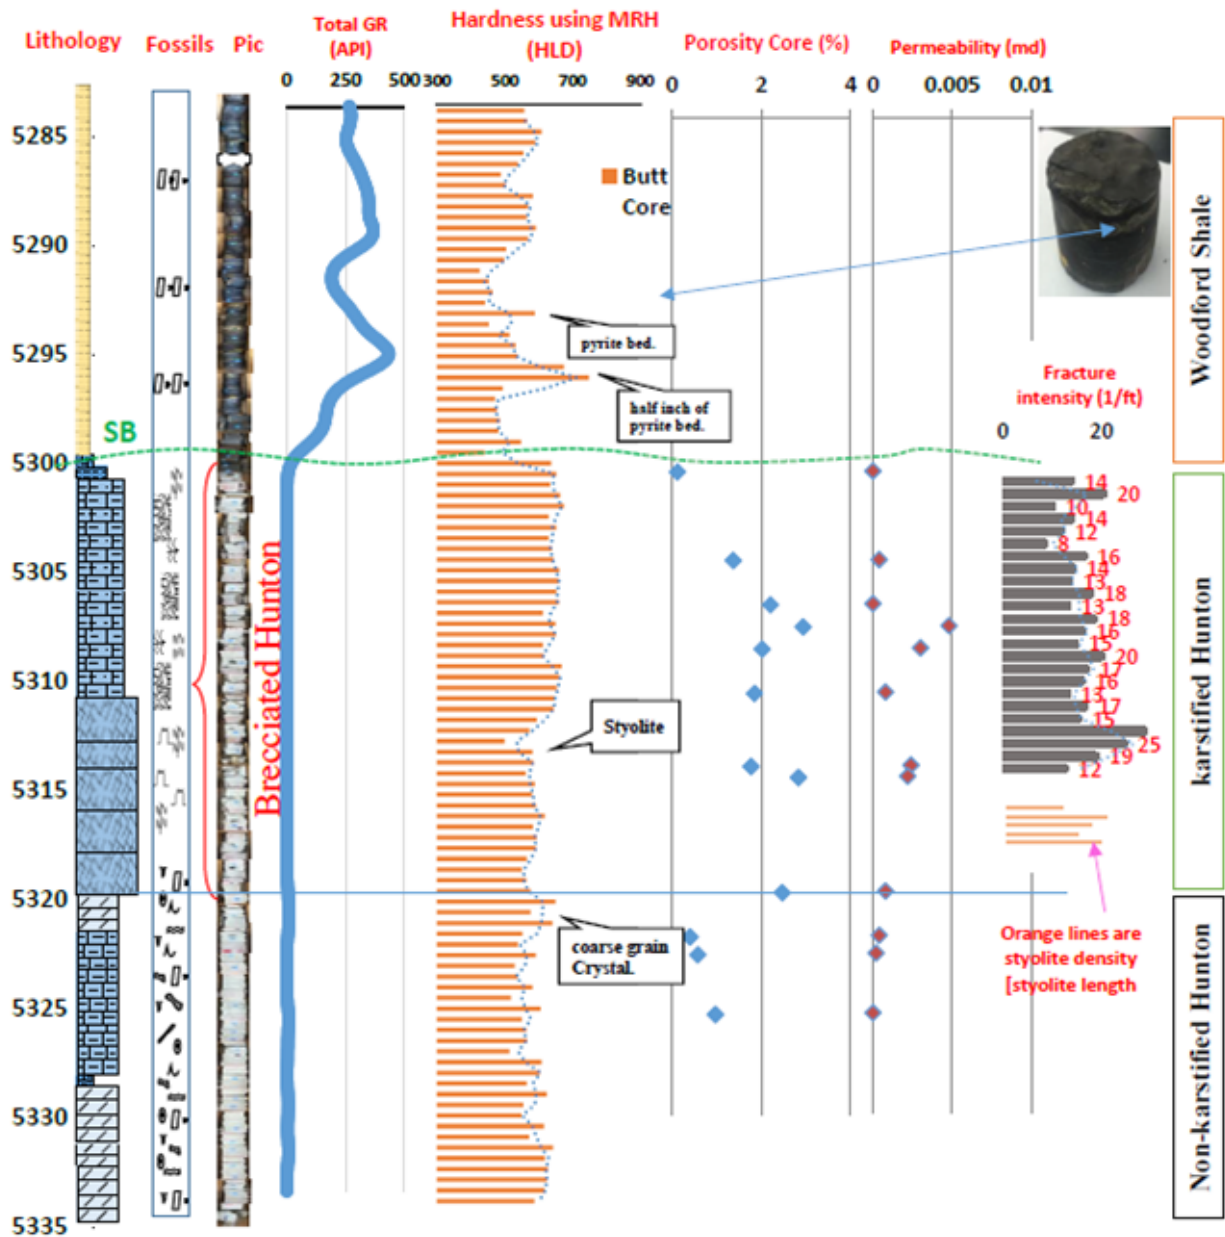 Lithology
Fossils
Pic
Total GR
(API)
Hardness using MRH
(HLD)
Porosity Core (%)
Permeability (md)
0
250
500
300
500
700
900
0
2
4
0
0.005
0.01
5285
5290
5295
5300
5305
5310
5315
5320
5325
5330
5335
SB
Brecciated Hunton
Butt
Core
pyrite bed.
half inch of
pyrite bed.
Styolite
coarse grain
Crystal.
Fracture
intensity (1/ft)
0
20
14
20
10
14
12
8
16
14
13
18
13
18
16
15
20
17
16
13
17
15
25
19
12
Orange lines are
styolite density
[styolite length
Woodford Shale
karstified Hunton
Non-karstified Hunton